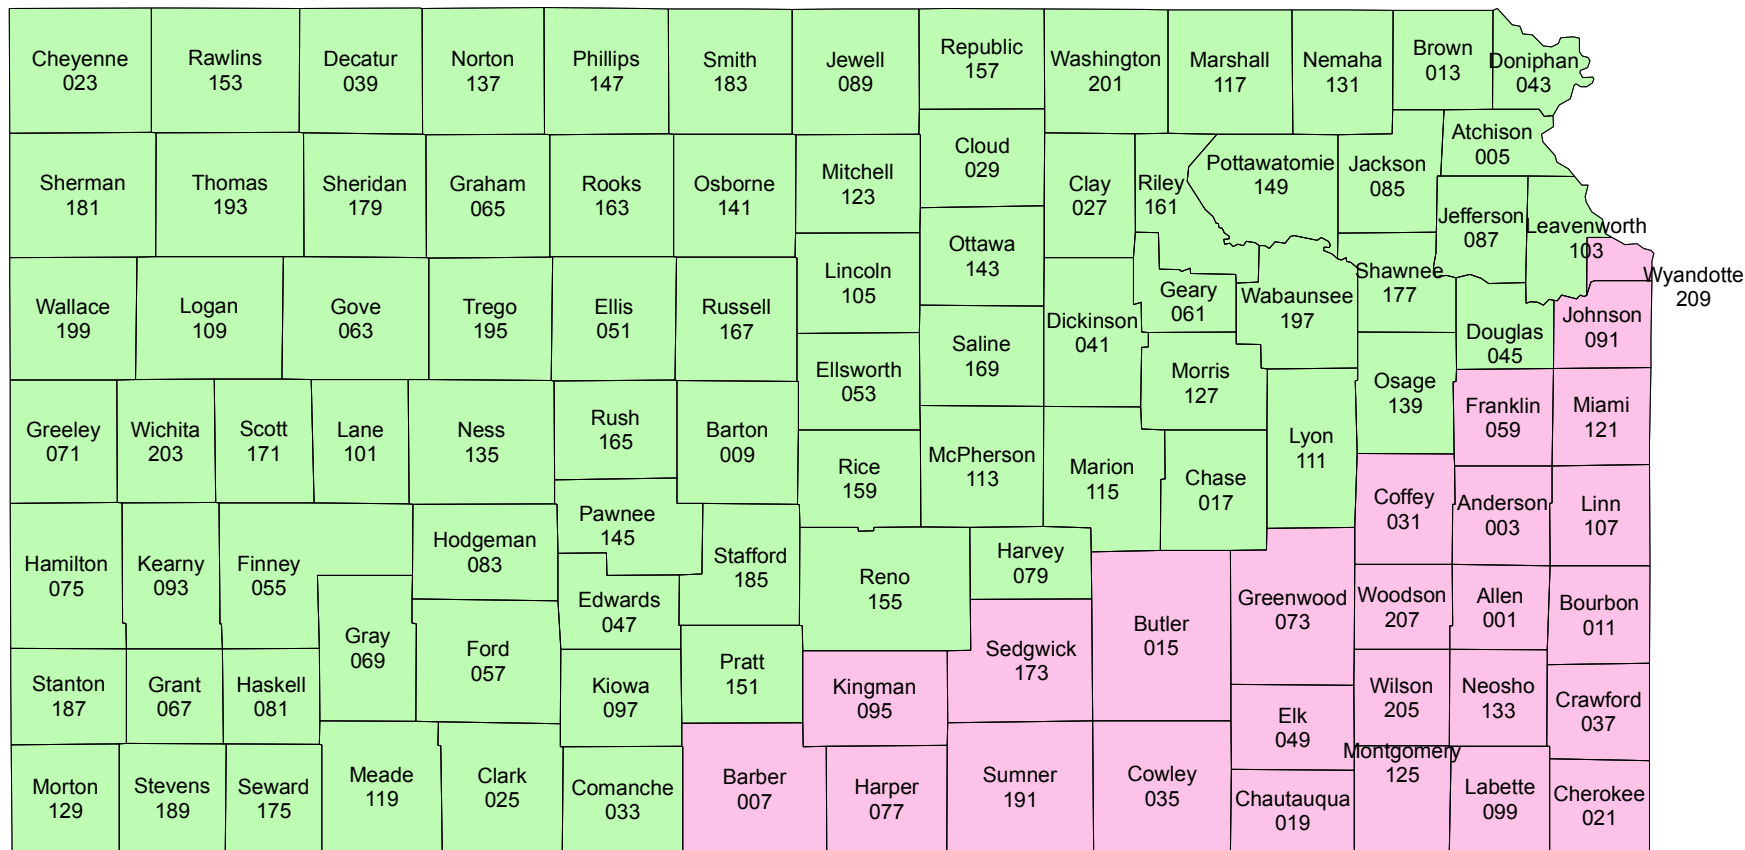 Cheyenne
023
Rawlins
153
Decatur
039
Norton
137
Phillips
147
Smith
183
Jewell
089
Republic
157
Washington
201
Marshall
117
Nemaha
131
Brown
013
Doniphan
043
Sherman
181
Thomas
193
Sheridan
179
Graham
065
Rooks
163
Osborne
141
Mitchell
123
Cloud
029
Clay
027
Riley
161
Pottawatomie
149
Jackson
085
Atchison
005
Jefferson
087
Leavenworth
103
Wyandotte
209
Wallace
199
Logan
109
Gove
063
Trego
195
Ellis
051
Russell
167
Lincoln
105
Ottawa
143
Dickinson
041
Geary
061
Wabaunsee
197
Shawnee
177
Douglas
045
Johnson
091
Ellsworth
053
Saline
169
Morris
127
Osage
139
Franklin
059
Miami
121
Greeley
071
Wichita
203
Scott
171
Lane
101
Ness
135
Rush
165
Barton
009
Rice
159
McPherson
113
Marion
115
Chase
017
Lyon
111
Coffey
031
Anderson
003
Linn
107
Hamilton
075
Kearny
093
Finney
055
Hodgeman
083
Pawnee
145
Stafford
185
Edwards
047
Reno
155
Harvey
079
Butler
015
Greenwood
073
Woodson
207
Allen
001
Bourbon
011
Gray
069
Ford
057
Stanton
187
Grant
067
Haskell
081
Kiowa
097
Pratt
151
Kingman
095
Sedgwick
173
Elk
049
Wilson
205
Neosho
133
Crawford
037
Morton
129
Stevens
189
Seward
175
Meade
119
Clark
025
Comanche
033
Barber
007
Harper
077
Sumner
191
Cowley
035
Chautauqua
019
Montgomery
125
Labette
099
Cherokee
021